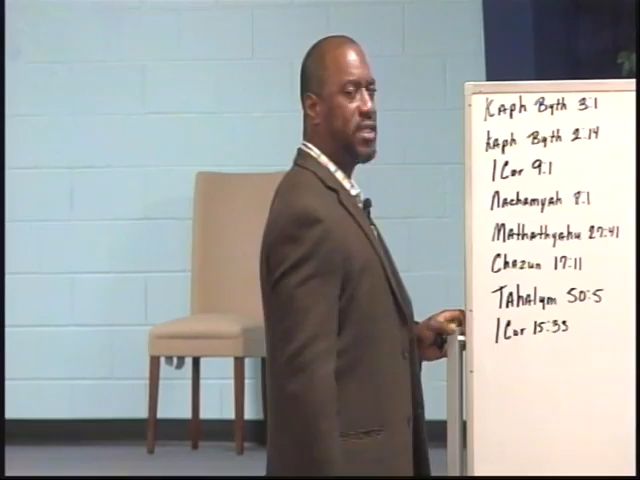 Kaph Byth 3:1
Kaph Byth 2:14
1 Cor 9:1
Nachamyah 8:1
Mathathyahu 27:41
Chazun 17:11
Tahalym 50:5
1 Cor 15:33